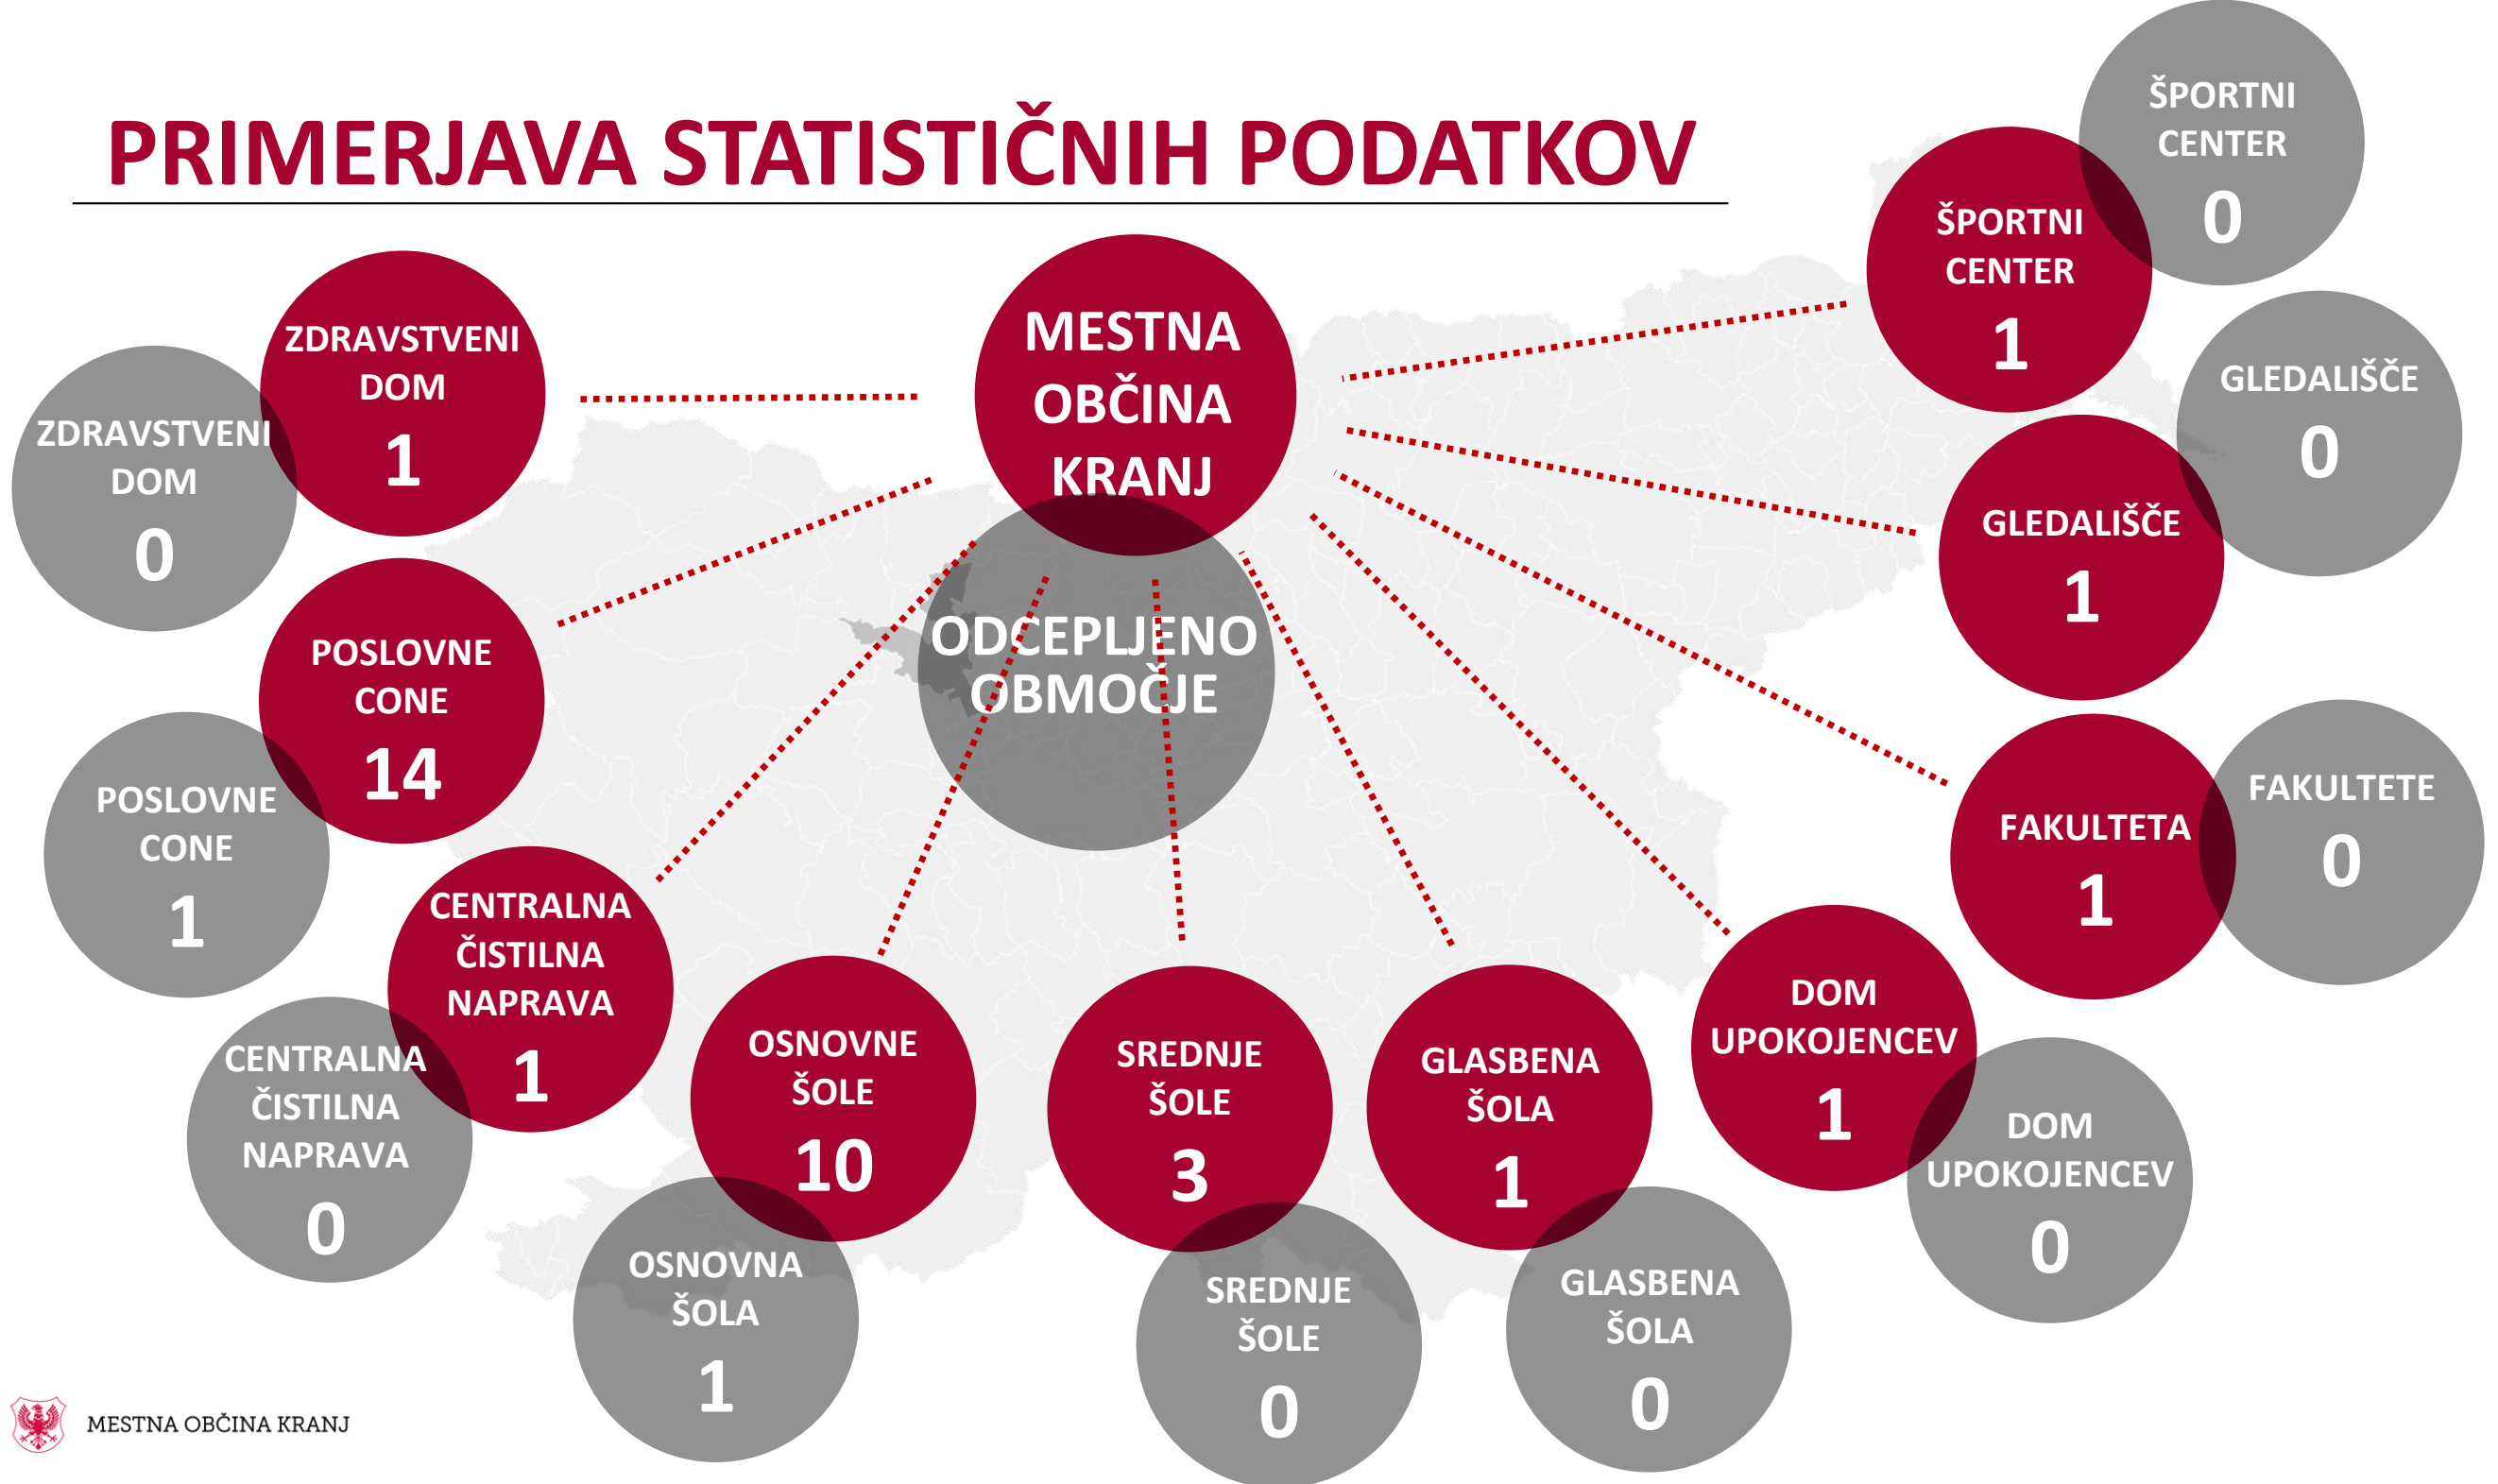 PRIMERJAVA STATISTIČNIH PODATKOV
MESTNA
OBČINA
KRANJ
ODCEPLJENO
OBMOČJE
ZDRAVSTVENI
DOM
1
ZDRAVSTVENI
DOM
0
POSLOVNE
CONE
14
POSLOVNE
CONE
1
CENTRALNA
ČISTILNA
NAPRAVA
1
CENTRALNA
ČISTILNA
NAPRAVA
0
OSNOVNE
ŠOLE
10
OSNOVNA
ŠOLA
1
SREDNJE
ŠOLE
3
SREDNJE
ŠOLE
0
GLASBENA
ŠOLA
1
GLASBENA
ŠOLA
0
DOM
UPOKOJENCEV
1
DOM
UPOKOJENCEV
0
FAKULTETA
1
FAKULTETE
0
GLEDALIŠČE
1
GLEDALIŠČE
0
ŠPORTNI
CENTER
1
ŠPORTNI
CENTER
0
MESTNA OBČINA KRANJ